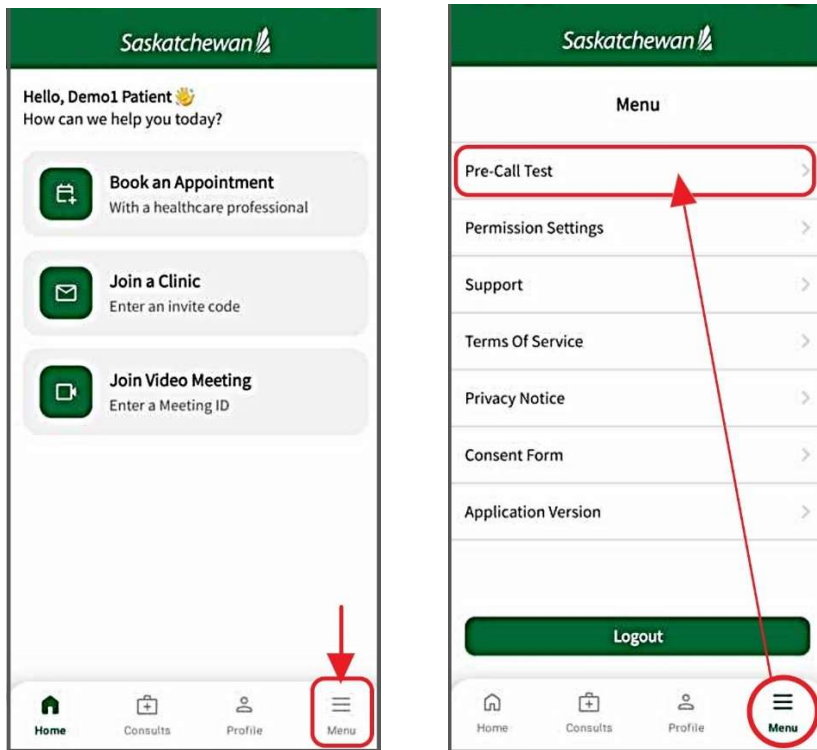 Saskatchewan
Hello, Demo1 Patient 👋
How can we help you today?
Book an Appointment
With a healthcare professional
Join a Clinic
Enter an invite code
Join Video Meeting
Enter a Meeting ID
Home Consults Profile Menu
Saskatchewan
Menu
Pre-Call Test
Permission Settings
Support
Terms Of Service
Privacy Notice
Consent Form
Application Version
Logout
Home Consults Profile Menu